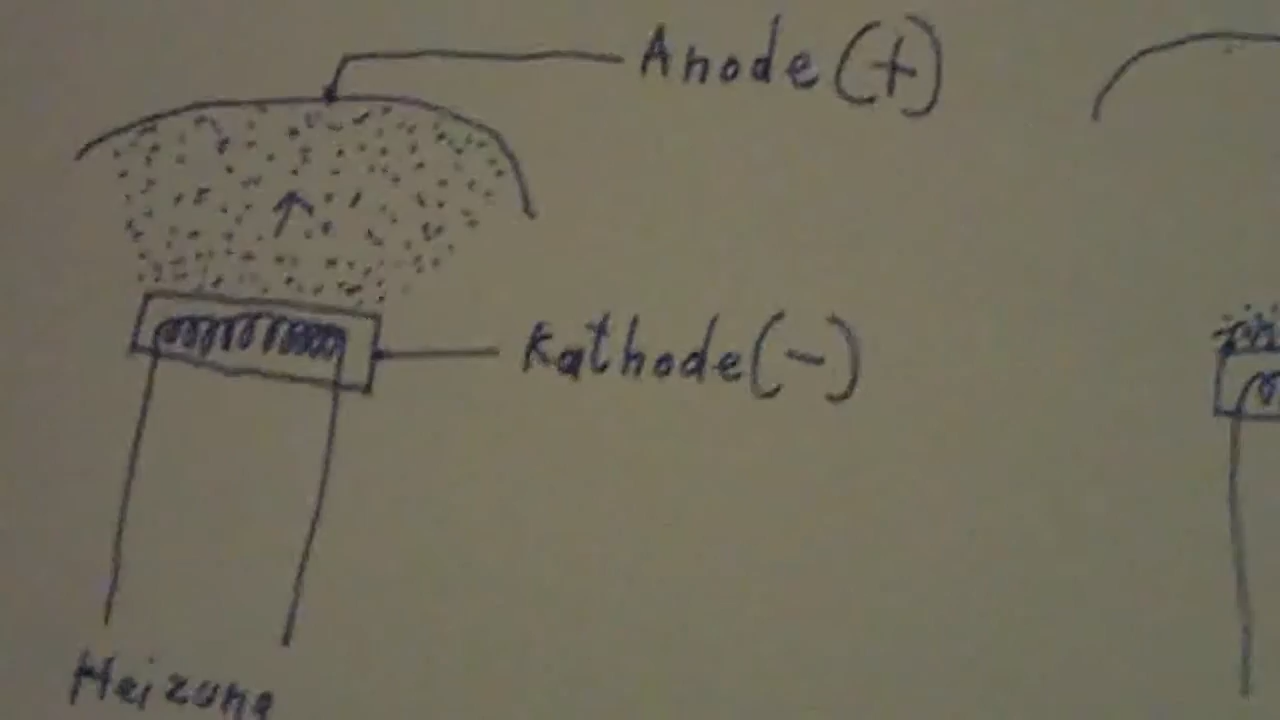 Anode (+)
Kathode (-)
Heizung